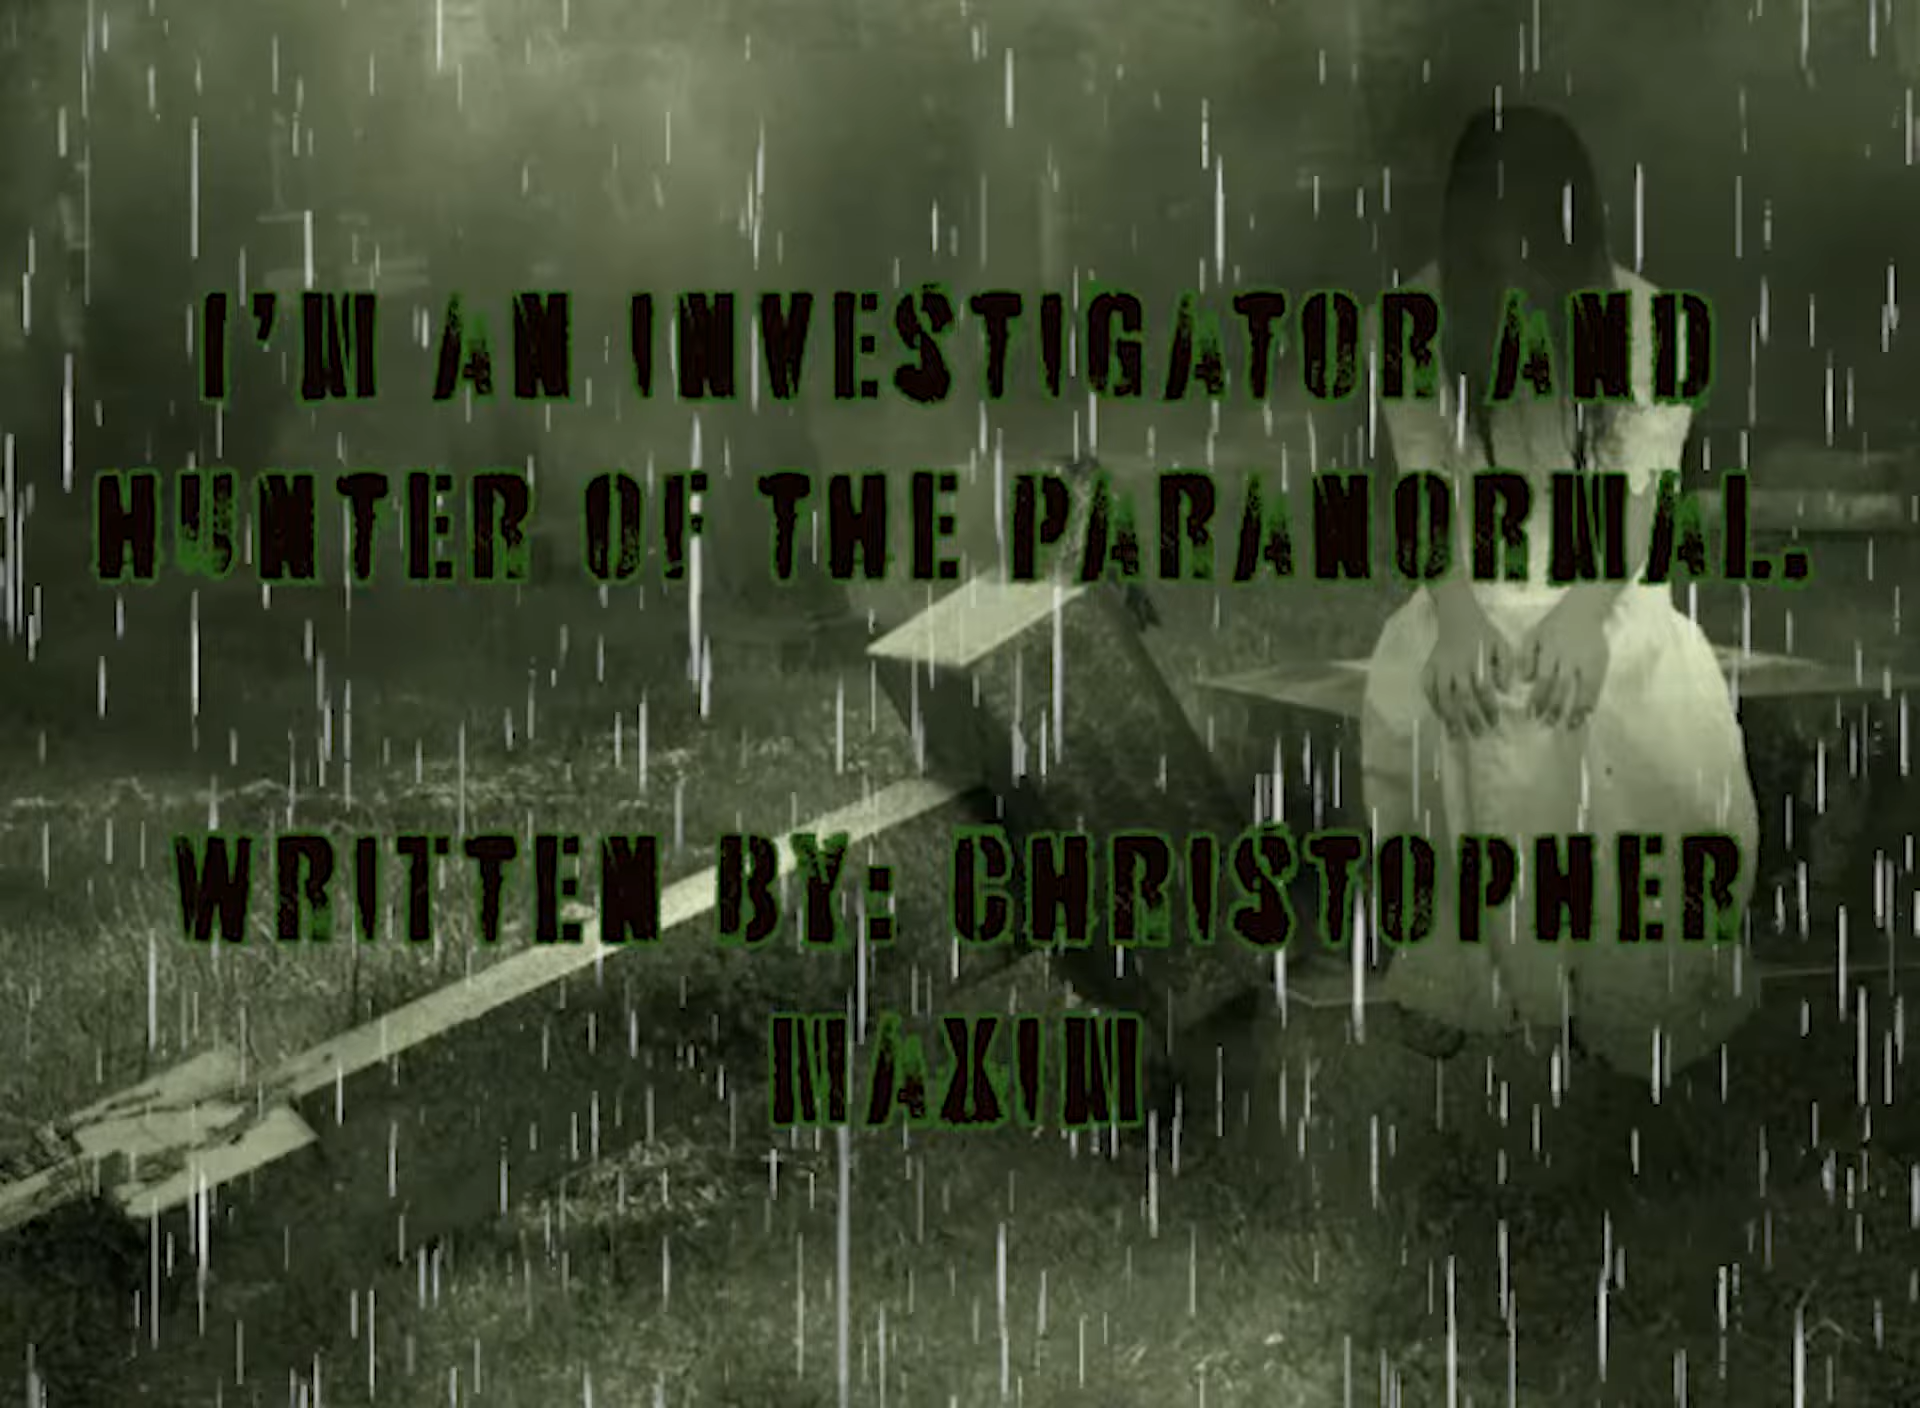 I'M AN INVESTIGATOR AND
HUNTER OF THE PARANORMAL.
WRITTEN BY: CHRISTOPHER
MAXIM